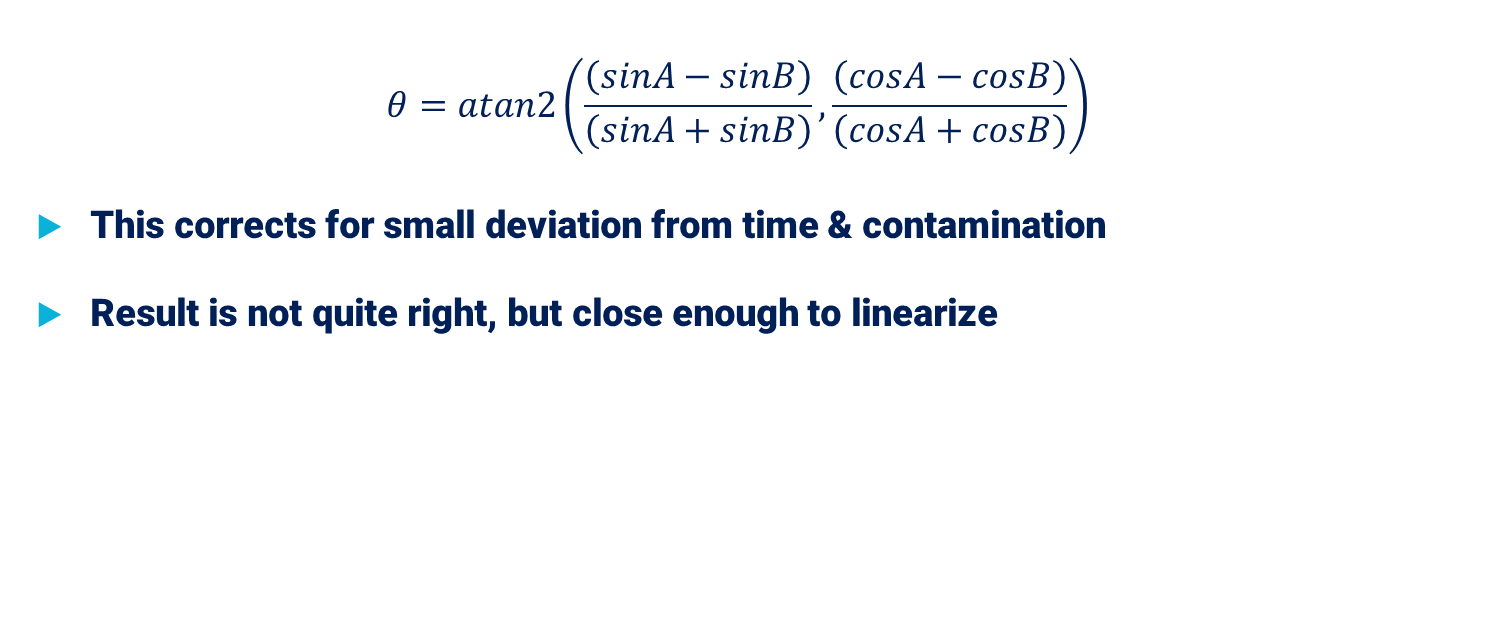 θ = atan2((sinA − sinB)/(sinA + sinB), (cosA − cosB)/(cosA + cosB))
This corrects for small deviation from time & contamination
Result is not quite right, but close enough to linearize